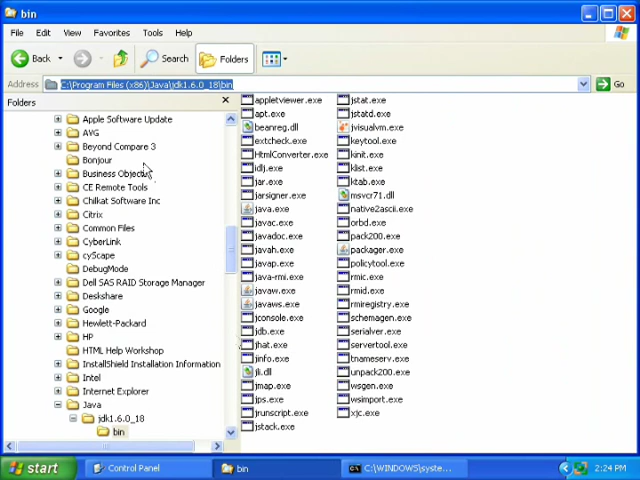 bin
File Edit View Favorites Tools Help
Back Search Folders
Address C:\Program Files (x86)\Java\jdk1.6.0_18\bin Go
Folders
Apple Software Update
AVG
Beyond Compare 3
Bonjour
Business Objects
CE Remote Tools
Chilkat Software Inc
Citrix
Common Files
CyberLink
cyScape
DebugMode
Dell SAS RAID Storage Manager
Deskshare
Google
Hewlett-Packard
HP
HTML Help Workshop
InstallShield Installation Information
Intel
Internet Explorer
Java
jdk1.6.0_18
bin
appletviewer.exe
apt.exe
beanreg.dll
extcheck.exe
HtmlConverter.exe
idlj.exe
jar.exe
jarsigner.exe
java.exe
javac.exe
javadoc.exe
javah.exe
javap.exe
java-rmi.exe
javaw.exe
javaws.exe
jconsole.exe
jdb.exe
jhat.exe
jinfo.exe
jli.dll
jmap.exe
jps.exe
jrunscript.exe
jstack.exe
jstat.exe
jstatd.exe
jvisualvm.exe
keytool.exe
kinit.exe
klist.exe
ktab.exe
msvcr71.dll
native2ascii.exe
orbd.exe
pack200.exe
packager.exe
policytool.exe
rmic.exe
rmid.exe
rmiregistry.exe
schemagen.exe
serialver.exe
servertool.exe
tnameserv.exe
unpack200.exe
wsgen.exe
wsimport.exe
xjc.exe
start Control Panel bin C:\WINDOWS\syste... 2:24 PM